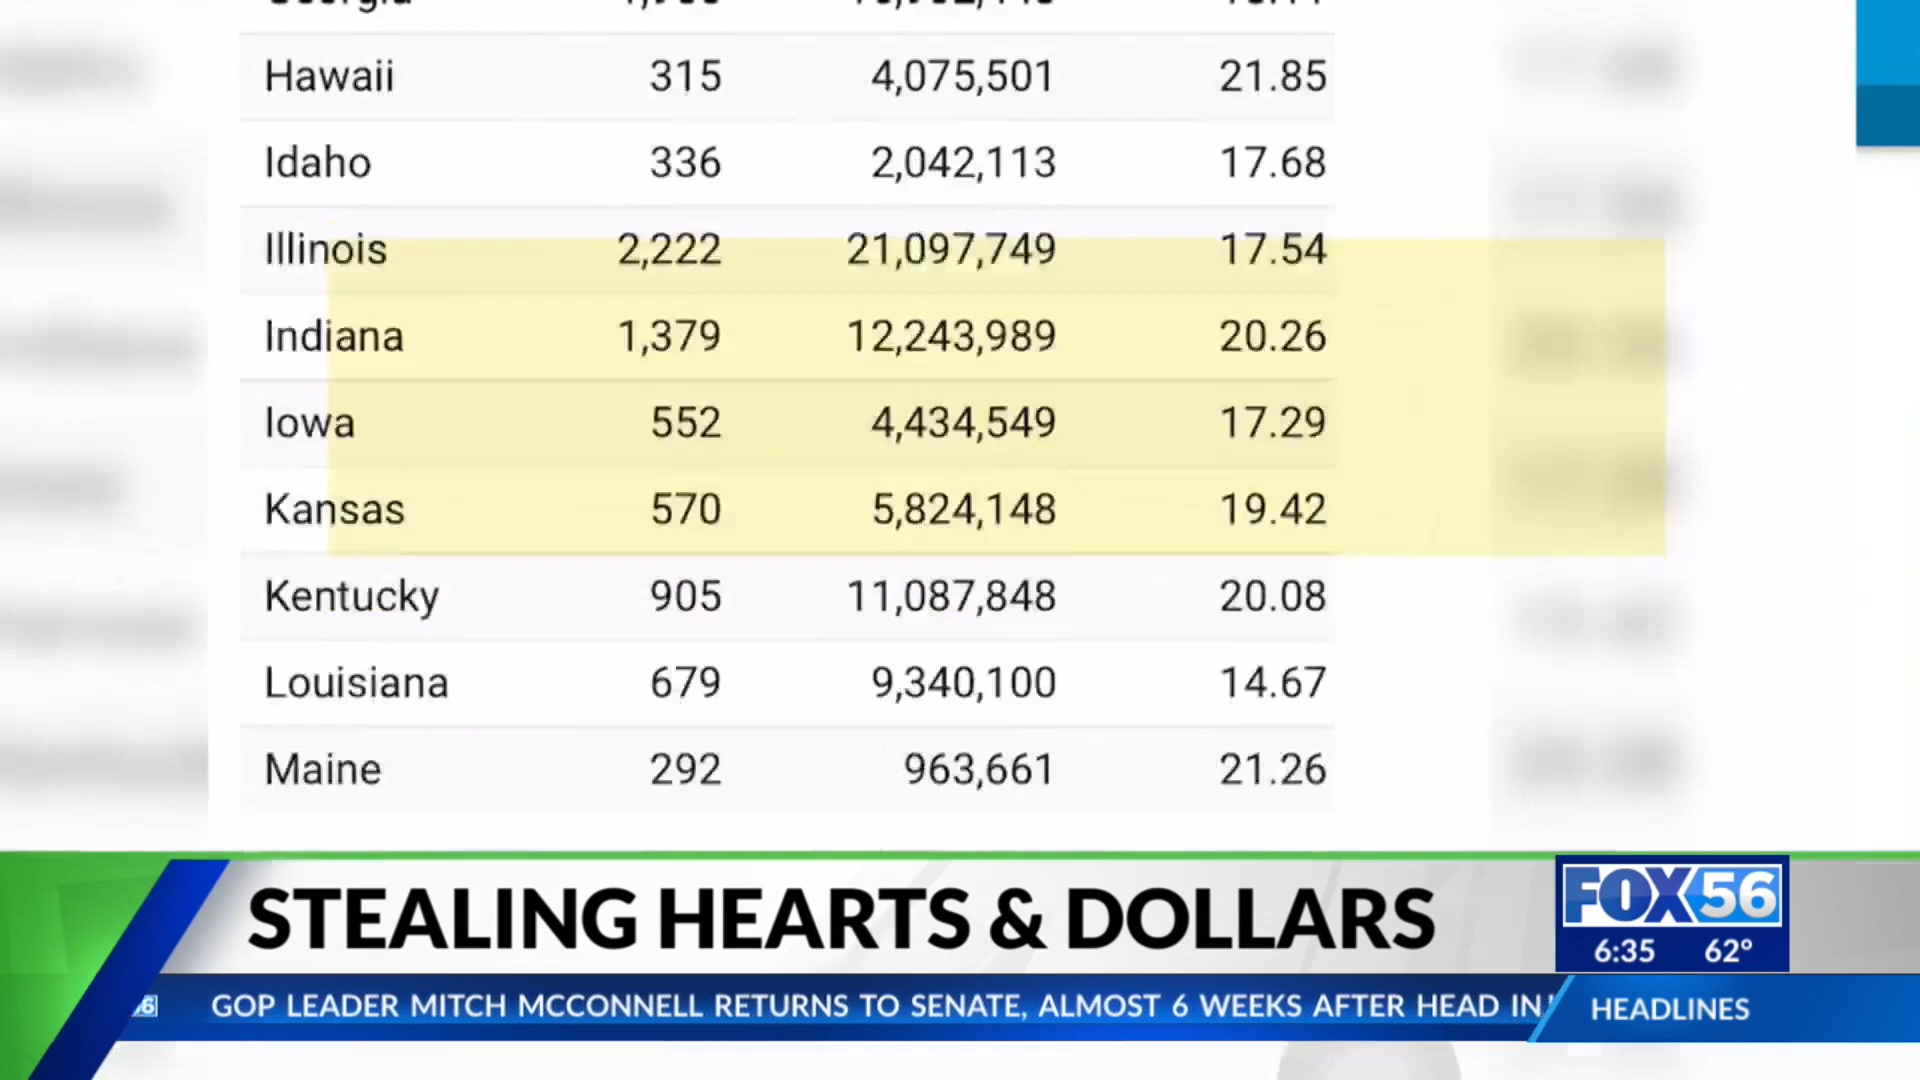 Hawaii 315 4,075,501 21.85
Idaho 336 2,042,113 17.68
Illinois 2,222 21,097,749 17.54
Indiana 1,379 12,243,989 20.26
Iowa 552 4,434,549 17.29
Kansas 570 5,824,148 19.42
Kentucky 905 11,087,848 20.08
Louisiana 679 9,340,100 14.67
Maine 292 963,661 21.26
STEALING HEARTS & DOLLARS
FOX56
6:35 62°
GOP LEADER MITCH MCCONNELL RETURNS TO SENATE, ALMOST 6 WEEKS AFTER HEAD
HEADLINES